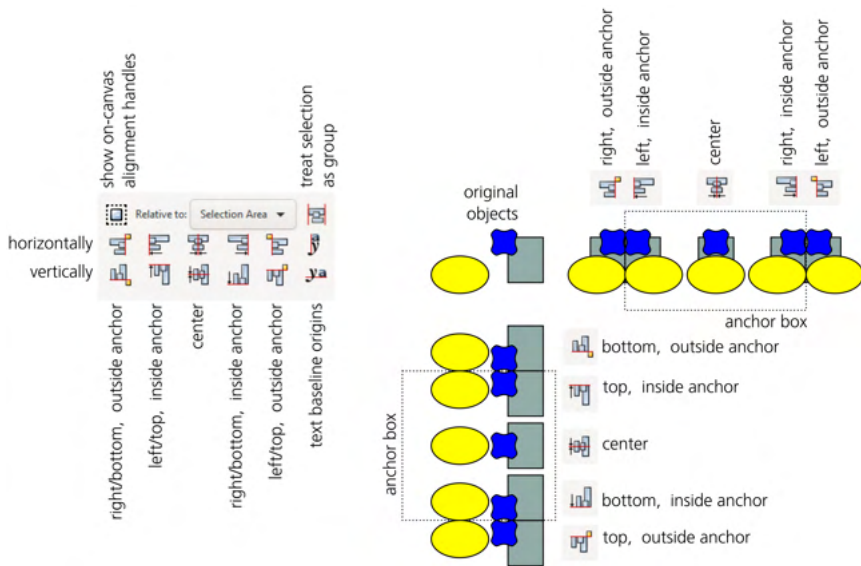 show on-canvas
alignment handles
treat selection
as group
Relative to: Selection Area
horizontally
vertically
right/bottom, outside anchor
left/top, inside anchor
center
right/bottom, inside anchor
left/top, outside anchor
text baseline origins
original
objects
right, outside anchor
left, inside anchor
center
right, inside anchor
left, outside anchor
anchor box
anchor box
bottom, outside anchor
top, inside anchor
center
bottom, inside anchor
top, outside anchor